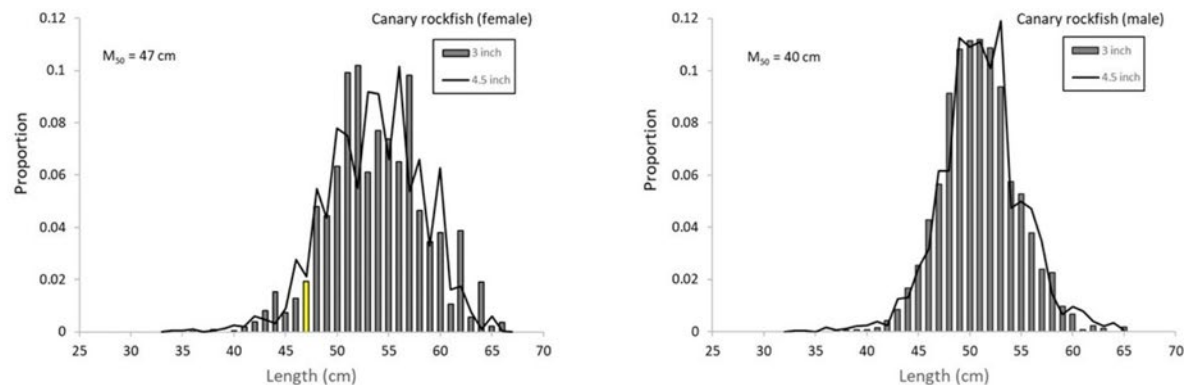 Canary rockfish (female)
M50 = 47 cm
3 inch
4.5 inch
Proportion
0.12
0.1
0.08
0.06
0.04
0.02
0
25 30 35 40 45 50 55 60 65 70
Length (cm)
Canary rockfish (male)
M50 = 40 cm
3 inch
4.5 inch
Proportion
0.12
0.1
0.08
0.06
0.04
0.02
0
25 30 35 40 45 50 55 60 65 70
Length (cm)